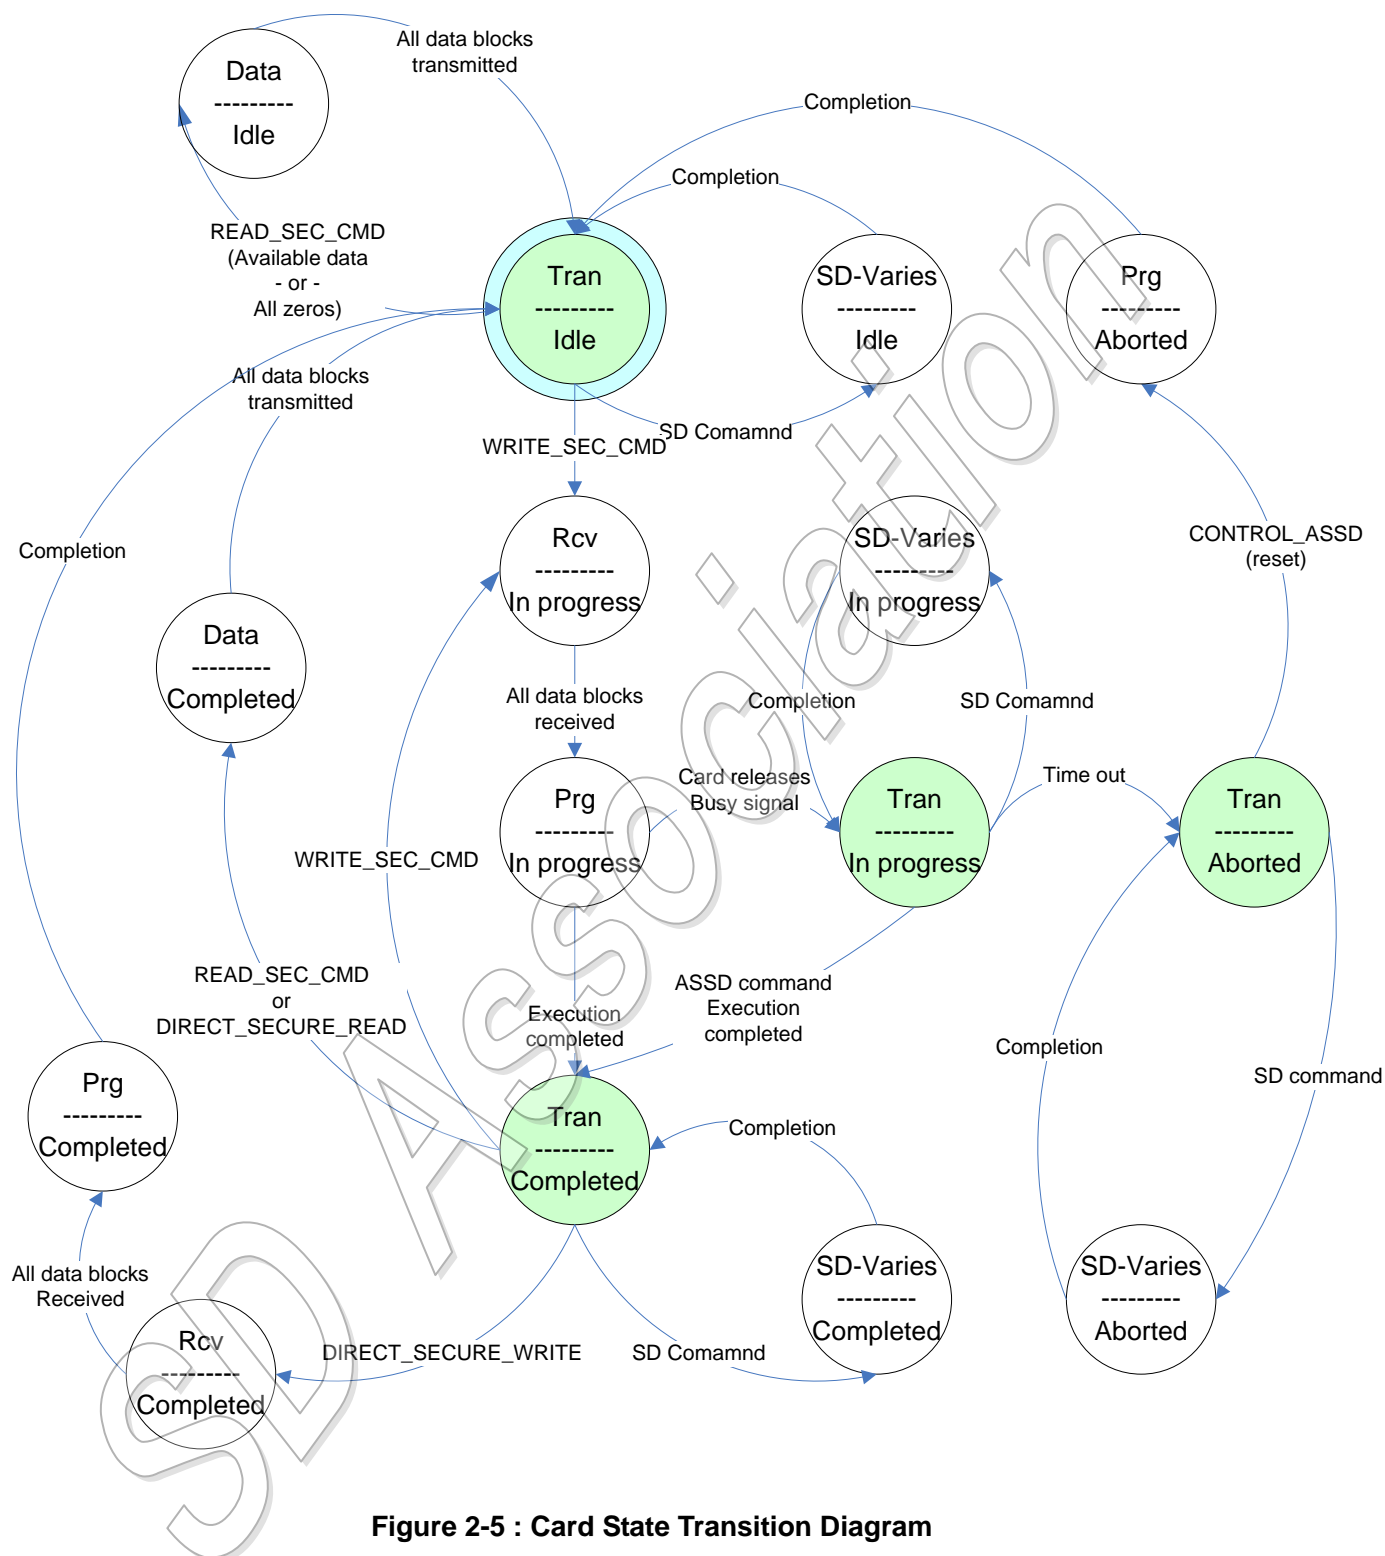 All data blocks
transmitted
Data
---------
Idle
Completion
Completion
READ_SEC_CMD
(Available data
- or -
All zeros)
Tran
---------
Idle
SD-Varies
---------
Idle
Prg
---------
Aborted
All data blocks
transmitted
SD Comamnd
WRITE_SEC_CMD
Completion
Rcv
---------
In progress
SD-Varies
---------
In progress
CONTROL_ASSD
(reset)
Data
---------
Completed
All data blocks
received
Completion
SD Comamnd
Card releases
Busy signal
Time out
Prg
---------
In progress
Tran
---------
In progress
Tran
---------
Aborted
WRITE_SEC_CMD
READ_SEC_CMD
or
DIRECT_SECURE_READ
ASSD command
Execution
completed
Execution
completed
Completion
SD command
Prg
---------
Completed
Tran
---------
Completed
Completion
All data blocks
Received
SD-Varies
---------
Completed
SD-Varies
---------
Aborted
Rcv
---------
Completed
DIRECT_SECURE_WRITE
SD Comamnd
SD Association
Figure 2-5 : Card State Transition Diagram